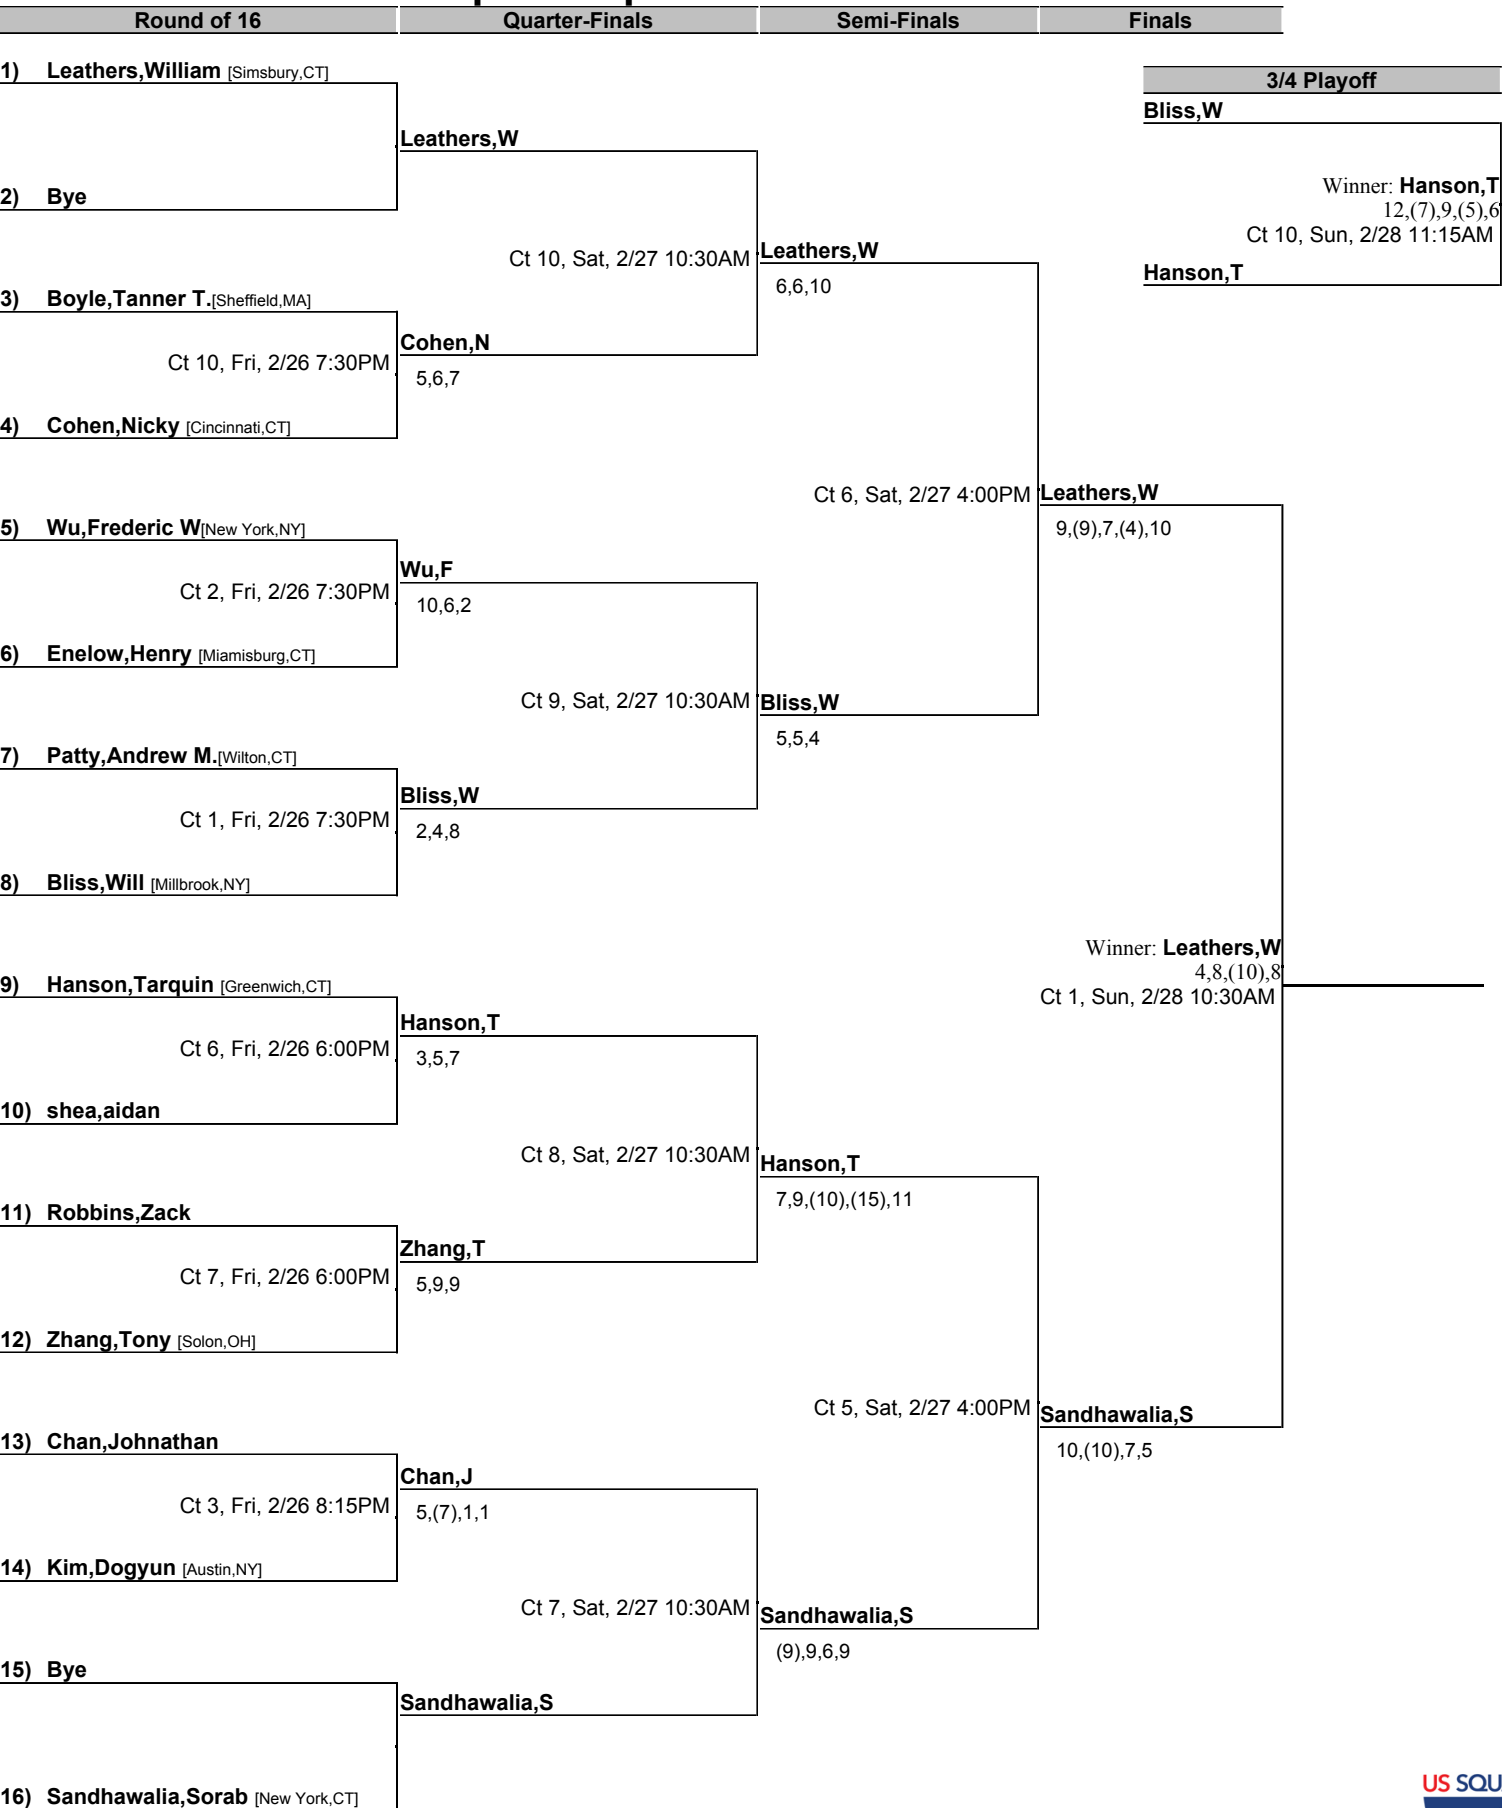 Round of 16 Quarter-Finals Semi-Finals Finals
1) Leathers,William [Simsbury,CT]
3/4 Playoff
Bliss,W
Leathers,W
2) Bye
Winner: Hanson,T
12,(7),9,(5),6
Ct 10, Sun, 2/28 11:15AM
Hanson,T
Ct 10, Sat, 2/27 10:30AM
Leathers,W
6,6,10
3) Boyle,Tanner T.[Sheffield,MA]
Cohen,N
Ct 10, Fri, 2/26 7:30PM
5,6,7
4) Cohen,Nicky [Cincinnati,CT]
Ct 6, Sat, 2/27 4:00PM
Leathers,W
9,(9),7,(4),10
5) Wu,Frederic W[New York,NY]
Wu,F
Ct 2, Fri, 2/26 7:30PM
10,6,2
6) Enelow,Henry [Miamisburg,CT]
Ct 9, Sat, 2/27 10:30AM
Bliss,W
5,5,4
7) Patty,Andrew M.[Wilton,CT]
Bliss,W
Ct 1, Fri, 2/26 7:30PM
2,4,8
8) Bliss,Will [Millbrook,NY]
Winner: Leathers,W
4,8,(10),8
Ct 1, Sun, 2/28 10:30AM
9) Hanson,Tarquin [Greenwich,CT]
Hanson,T
Ct 6, Fri, 2/26 6:00PM
3,5,7
10) shea,aidan
Ct 8, Sat, 2/27 10:30AM
Hanson,T
7,9,(10),(15),11
11) Robbins,Zack
Zhang,T
Ct 7, Fri, 2/26 6:00PM
5,9,9
12) Zhang,Tony [Solon,OH]
Ct 5, Sat, 2/27 4:00PM
Sandhawalia,S
10,(10),7,5
13) Chan,Johnathan
Chan,J
Ct 3, Fri, 2/26 8:15PM
5,(7),1,1
14) Kim,Dogyun [Austin,NY]
Ct 7, Sat, 2/27 10:30AM
Sandhawalia,S
(9),9,6,9
15) Bye
Sandhawalia,S
16) Sandhawalia,Sorab [New York,CT]
US SQU